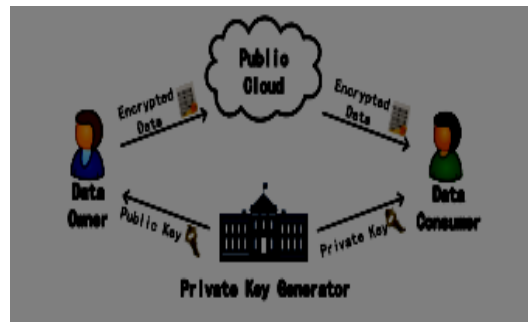 Public
Cloud
Encrypted
Data
Encrypted
Data
Data
Owner
Data
Consumer
Public Key
Private Key
Private Key Generator